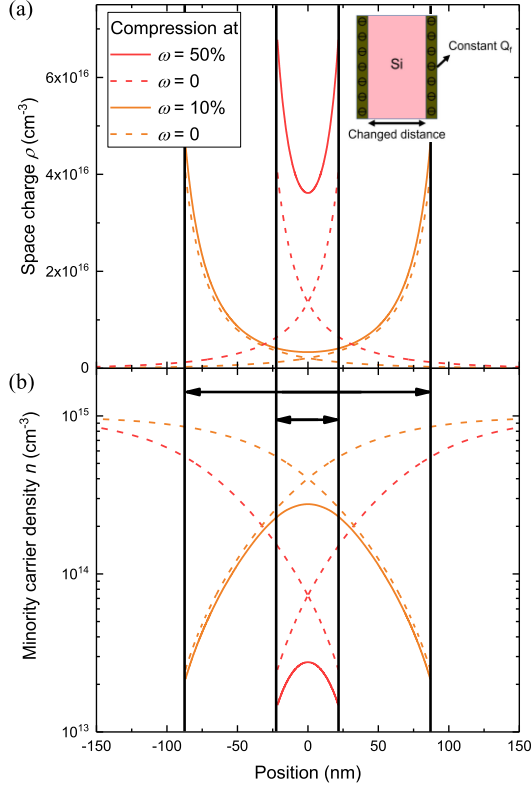 (a)
Compression at
ω = 50%
ω = 0
ω = 10%
ω = 0
Si
Constant Qf
Changed distance
Space charge ρ (cm-3)
6x10^16
4x10^16
2x10^16
0
(b)
Minority carrier density n (cm-3)
10^15
10^14
10^13
-150 -100 -50 0 50 100 150
Position (nm)